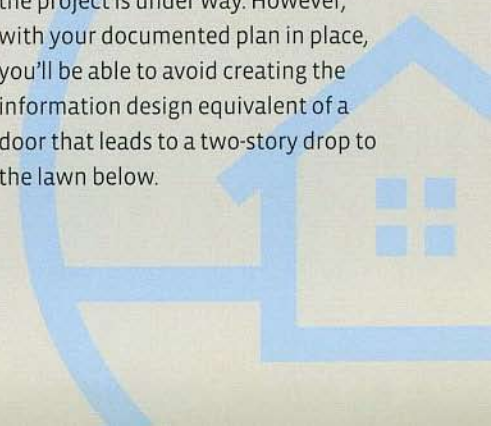 the project is under way. However,
with your documented plan in place,
you'll be able to avoid creating the
information design equivalent of a
door that leads to a two-story drop to
the lawn below.